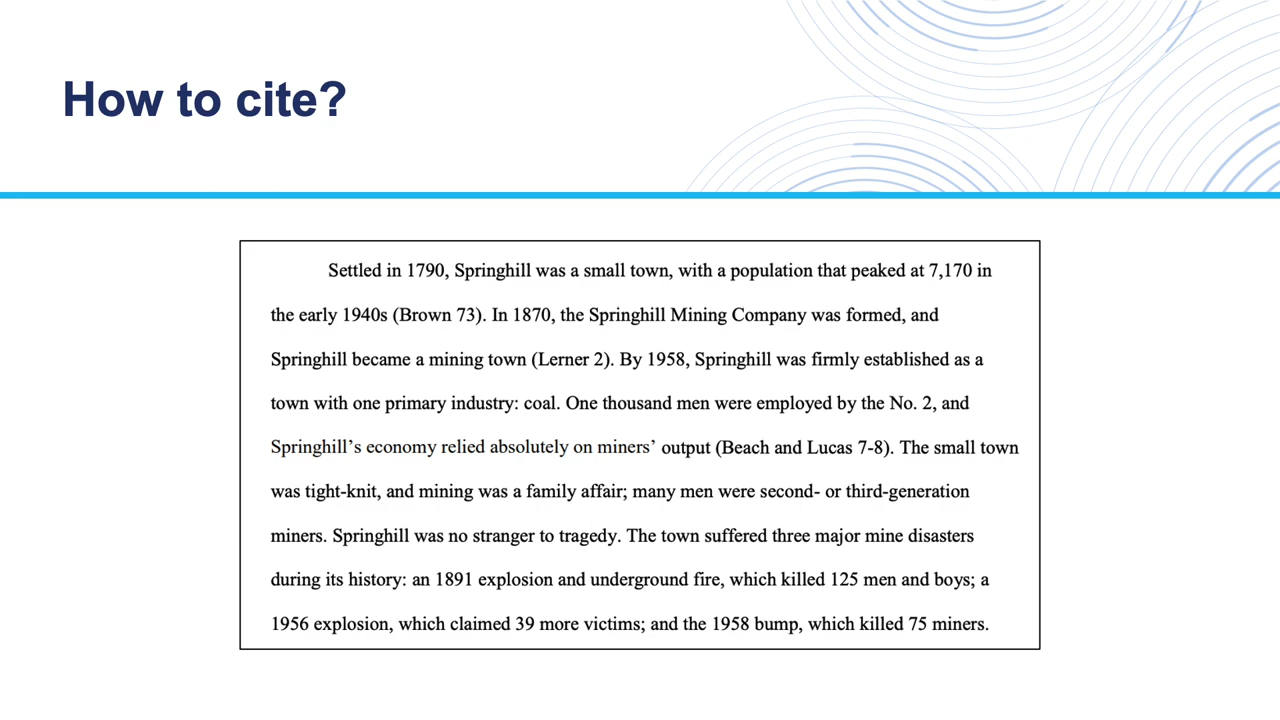 How to cite?
Settled in 1790, Springhill was a small town, with a population that peaked at 7,170 in
the early 1940s (Brown 73). In 1870, the Springhill Mining Company was formed, and
Springhill became a mining town (Lerner 2). By 1958, Springhill was firmly established as a
town with one primary industry: coal. One thousand men were employed by the No. 2, and
Springhill’s economy relied absolutely on miners’ output (Beach and Lucas 7-8). The small town
was tight-knit, and mining was a family affair; many men were second- or third-generation
miners. Springhill was no stranger to tragedy. The town suffered three major mine disasters
during its history: an 1891 explosion and underground fire, which killed 125 men and boys; a
1956 explosion, which claimed 39 more victims; and the 1958 bump, which killed 75 miners.